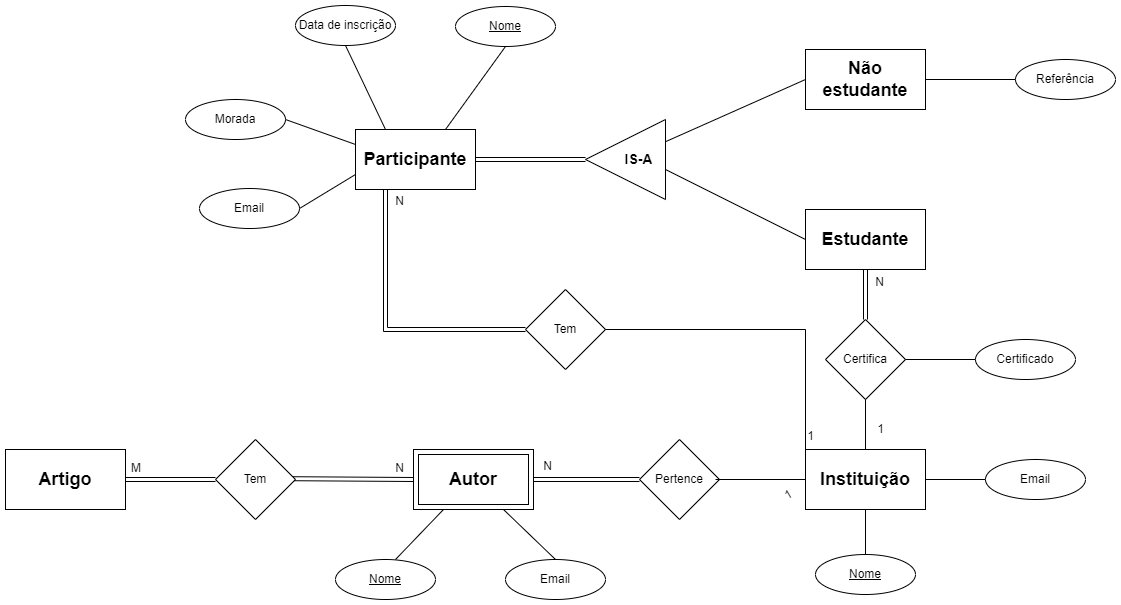 Data de inscrição
Nome
Não
estudante
Referência
Morada
Participante
IS-A
Email
N
Estudante
N
Tem
Certifica
Certificado
1
1
Artigo
M
Tem
N
Autor
N
Pertence
1
Instituição
Email
Nome
Email
Nome